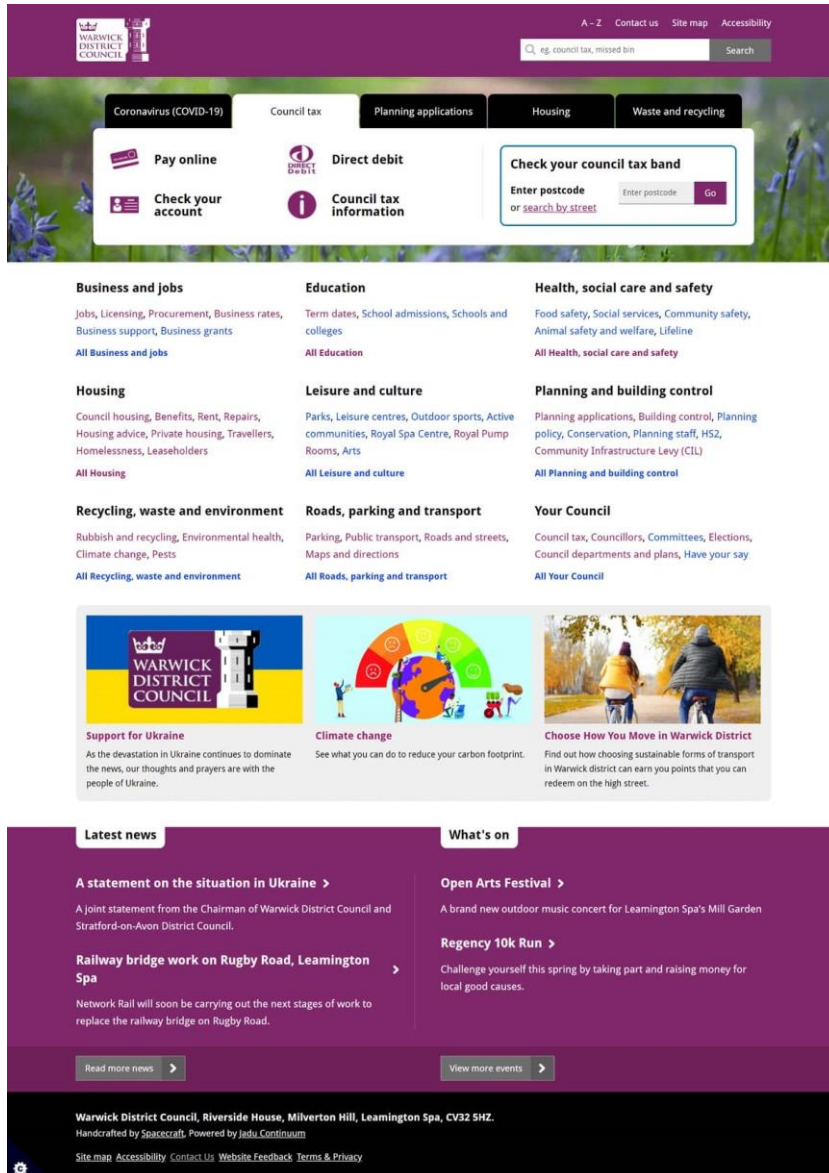 WARWICK
DISTRICT
COUNCIL
A – Z Contact us Site map Accessibility
eg. council tax, missed bin Search
Coronavirus (COVID-19) Council tax Planning applications Housing Waste and recycling
Pay online
DIRECT Debit
Direct debit
Check your account
Council tax information
Check your council tax band
Enter postcode
Enter postcode Go
or search by street
Business and jobs
Jobs, Licensing, Procurement, Business rates,
Business support, Business grants
All Business and jobs
Education
Term dates, School admissions, Schools and
colleges
All Education
Health, social care and safety
Food safety, Social services, Community safety,
Animal safety and welfare, Lifeline
All Health, social care and safety
Housing
Council housing, Benefits, Rent, Repairs,
Housing advice, Private housing, Travellers,
Homelessness, Leaseholders
All Housing
Leisure and culture
Parks, Leisure centres, Outdoor sports, Active
communities, Royal Spa Centre, Royal Pump
Rooms, Arts
All Leisure and culture
Planning and building control
Planning applications, Building control, Planning
policy, Conservation, Planning staff, HS2,
Community Infrastructure Levy (CIL)
All Planning and building control
Recycling, waste and environment
Rubbish and recycling, Environmental health,
Climate change, Pests
All Recycling, waste and environment
Roads, parking and transport
Parking, Public transport, Roads and streets,
Maps and directions
All Roads, parking and transport
Your Council
Council tax, Councillors, Committees, Elections,
Council departments and plans, Have your say
All Your Council
WARWICK
DISTRICT
COUNCIL
Support for Ukraine
As the devastation in Ukraine continues to dominate
the news, our thoughts and prayers are with the
people of Ukraine.
Climate change
See what you can do to reduce your carbon footprint.
Choose How You Move in Warwick District
Find out how choosing sustainable forms of transport
in Warwick district can earn you points that you can
redeem on the high street.
Latest news
A statement on the situation in Ukraine
A joint statement from the Chairman of Warwick District Council and
Stratford-on-Avon District Council.
Railway bridge work on Rugby Road, Leamington
Spa
Network Rail will soon be carrying out the next stages of work to
replace the railway bridge on Rugby Road.
Read more news
What's on
Open Arts Festival
A brand new outdoor music concert for Leamington Spa's Mill Garden
Regency 10k Run
Challenge yourself this spring by taking part and raising money for
local good causes.
View more events
Warwick District Council, Riverside House, Milverton Hill, Leamington Spa, CV32 5HZ.
Handcrafted by Spacecraft, Powered by Jadu Continuum
Site map Accessibility Contact Us Website Feedback Terms & Privacy